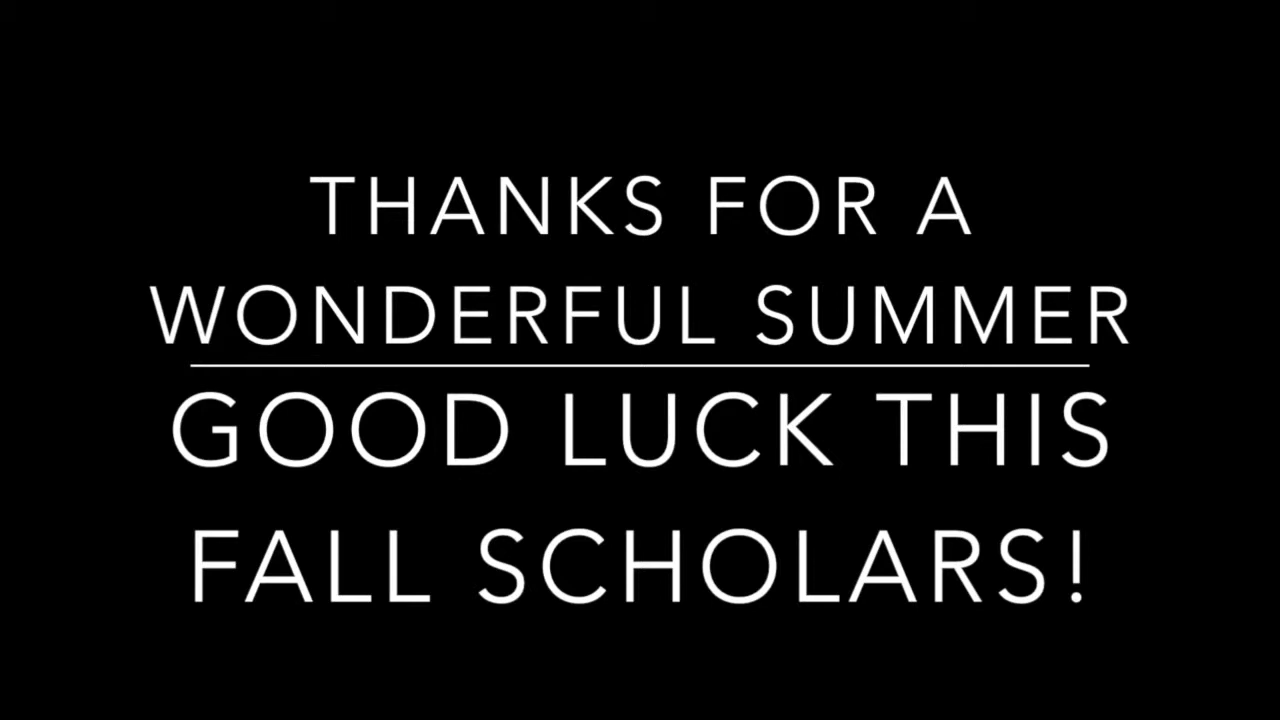 THANKS FOR A
WONDERFUL SUMMER
GOOD LUCK THIS
FALL SCHOLARS!